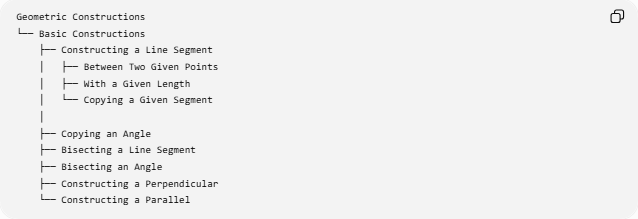 Geometric Constructions
└── Basic Constructions
    ├── Constructing a Line Segment
    │   ├── Between Two Given Points
    │   ├── With a Given Length
    │   └── Copying a Given Segment
    │
    ├── Copying an Angle
    ├── Bisecting a Line Segment
    ├── Bisecting an Angle
    ├── Constructing a Perpendicular
    └── Constructing a Parallel